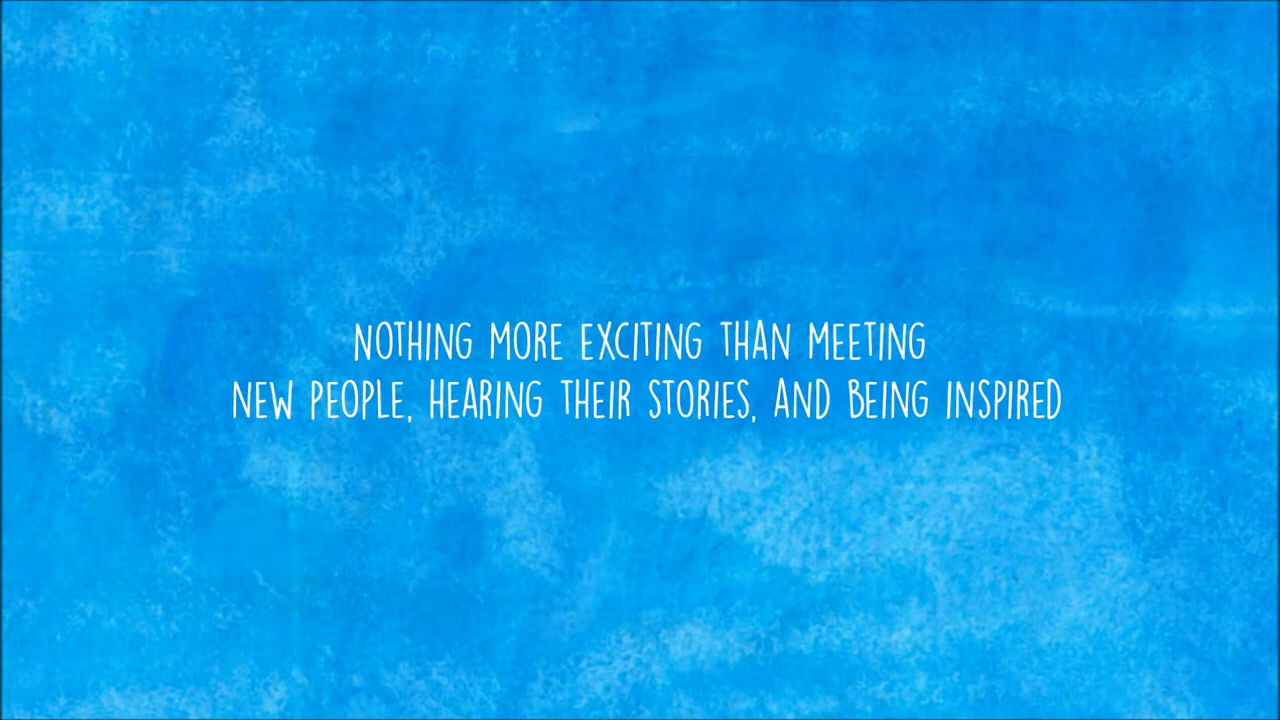 NOTHING MORE EXCITING THAN MEETING
NEW PEOPLE, HEARING THEIR STORIES, AND BEING INSPIRED